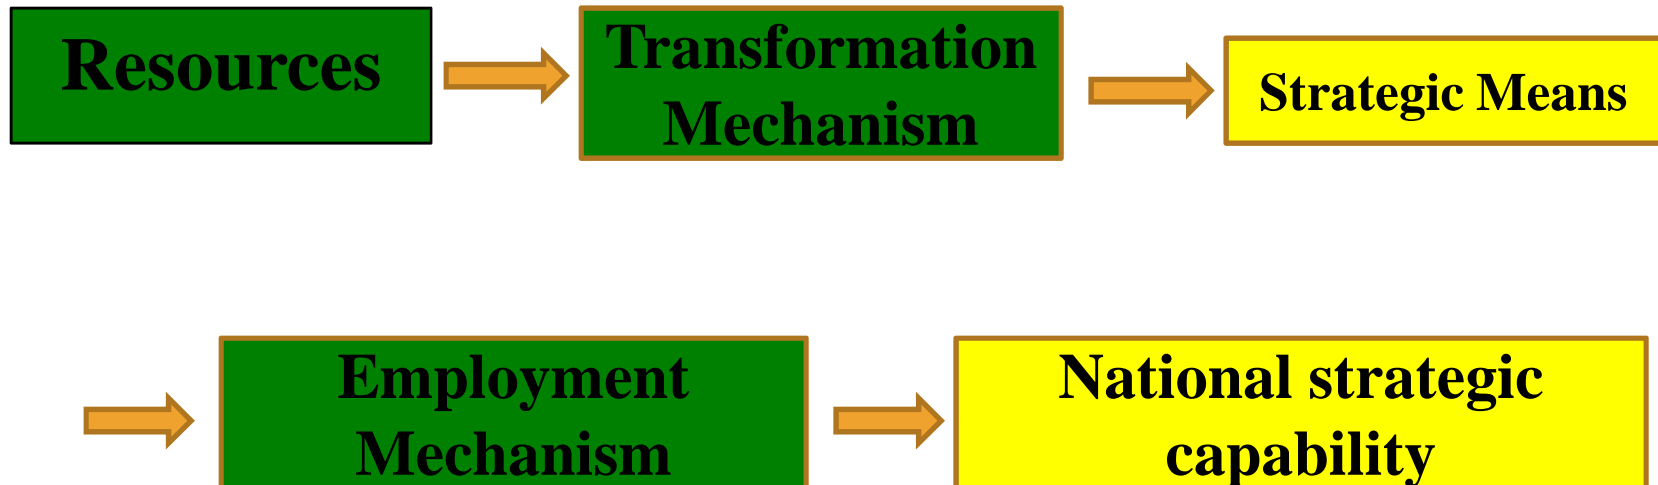 Resources
Transformation
Mechanism
Strategic Means
Employment
Mechanism
National strategic
capability